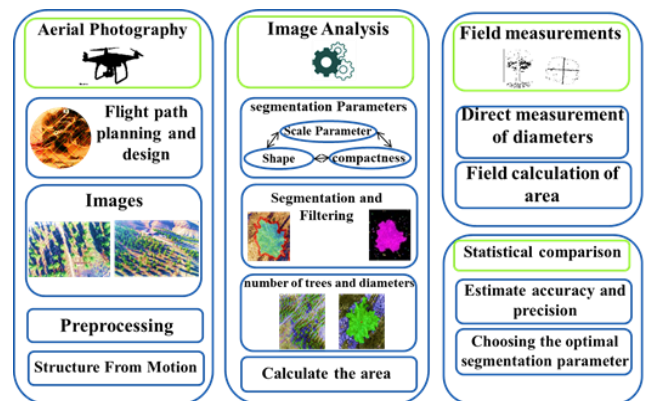 Aerial Photography
Flight path
planning and
design
Images
Preprocessing
Structure From Motion
Image Analysis
segmentation Parameters
Scale Parameter
Shape
compactness
Segmentation and
Filtering
number of trees and diameters
Calculate the area
Field measurements
Direct measurement
of diameters
Field calculation of
area
Statistical comparison
Estimate accuracy and
precision
Choosing the optimal
segmentation parameter